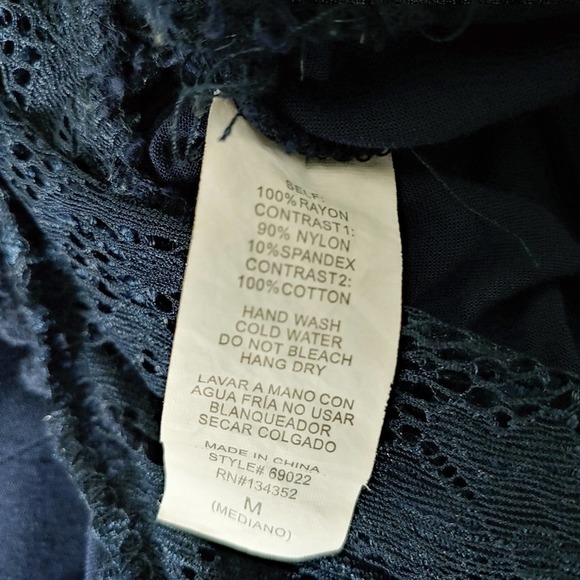 SELF:
100% RAYON
CONTRAST1:
90% NYLON
10%SPANDEX
CONTRAST2:
100%COTTON
HAND WASH
COLD WATER
DO NOT BLEACH
HANG DRY
LAVAR A MANO CON
AGUA FRÍA NO USAR
BLANQUEADOR
SECAR COLGADO
MADE IN CHINA
STYLE# 69022
RN#134352
M
(MEDIANO)